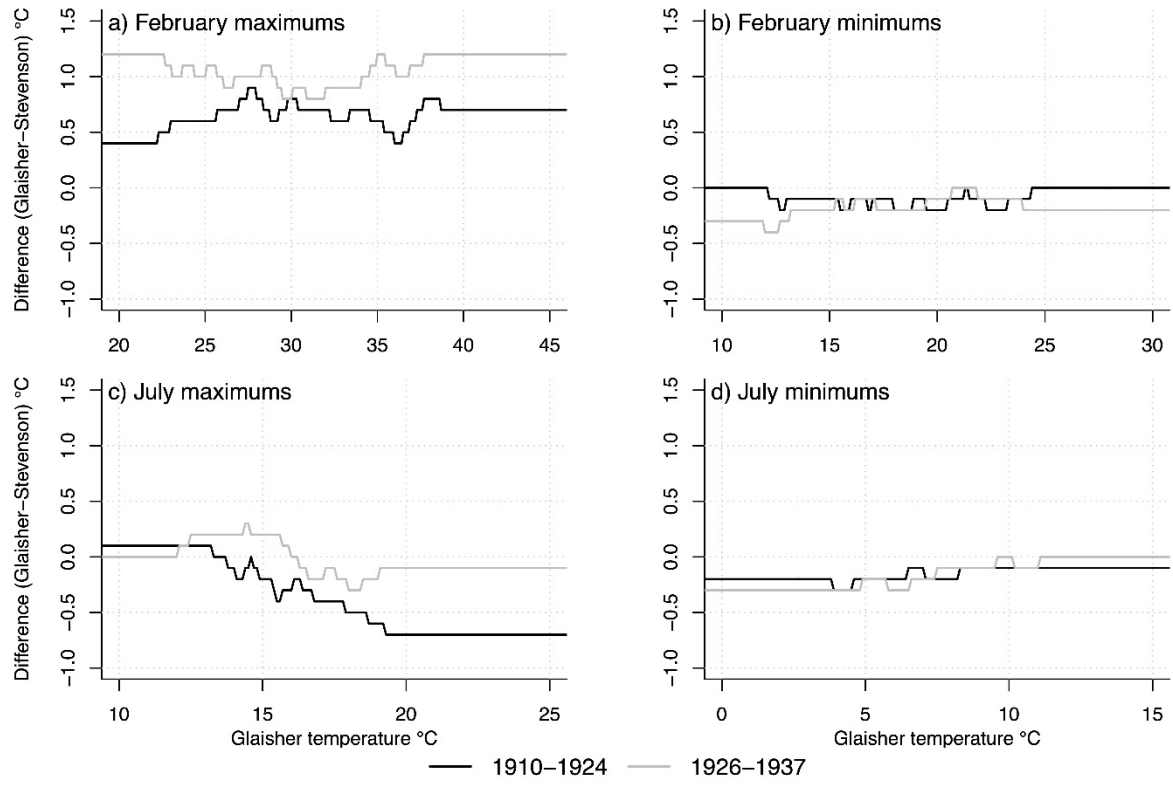 a) February maximums
b) February minimums
Difference (Glaisher−Stevenson) °C
1.5
1.0
0.5
0.0
−0.5
−1.0
1.5
1.0
0.5
0.0
−0.5
−1.0
20 25 30 35 40 45
10 15 20 25 30
c) July maximums
d) July minimums
Difference (Glaisher−Stevenson) °C
1.5
1.0
0.5
0.0
−0.5
−1.0
1.5
1.0
0.5
0.0
−0.5
−1.0
10 15 20 25
0 5 10 15
Glaisher temperature °C
Glaisher temperature °C
1910−1924 1926−1937